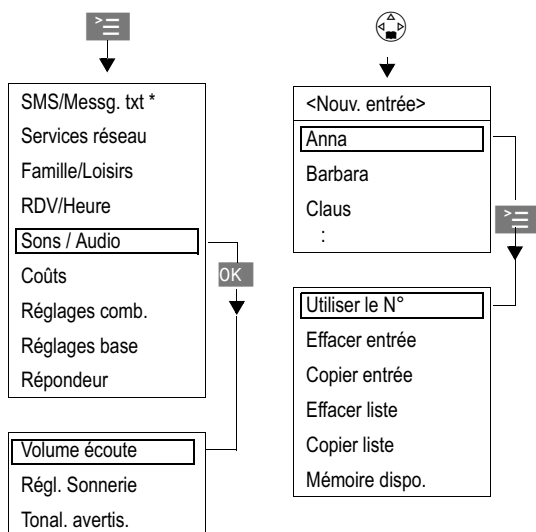 SMS/Messg. txt *
Services réseau
Famille/Loisirs
RDV/Heure
Sons / Audio
Coûts
Réglages comb.
Réglages base
Répondeur
OK
Volume écoute
Régl. Sonnerie
Tonal. avertis.
<Nouv. entrée>
Anna
Barbara
Claus
:
Utiliser le N°
Effacer entrée
Copier entrée
Effacer liste
Copier liste
Mémoire dispo.